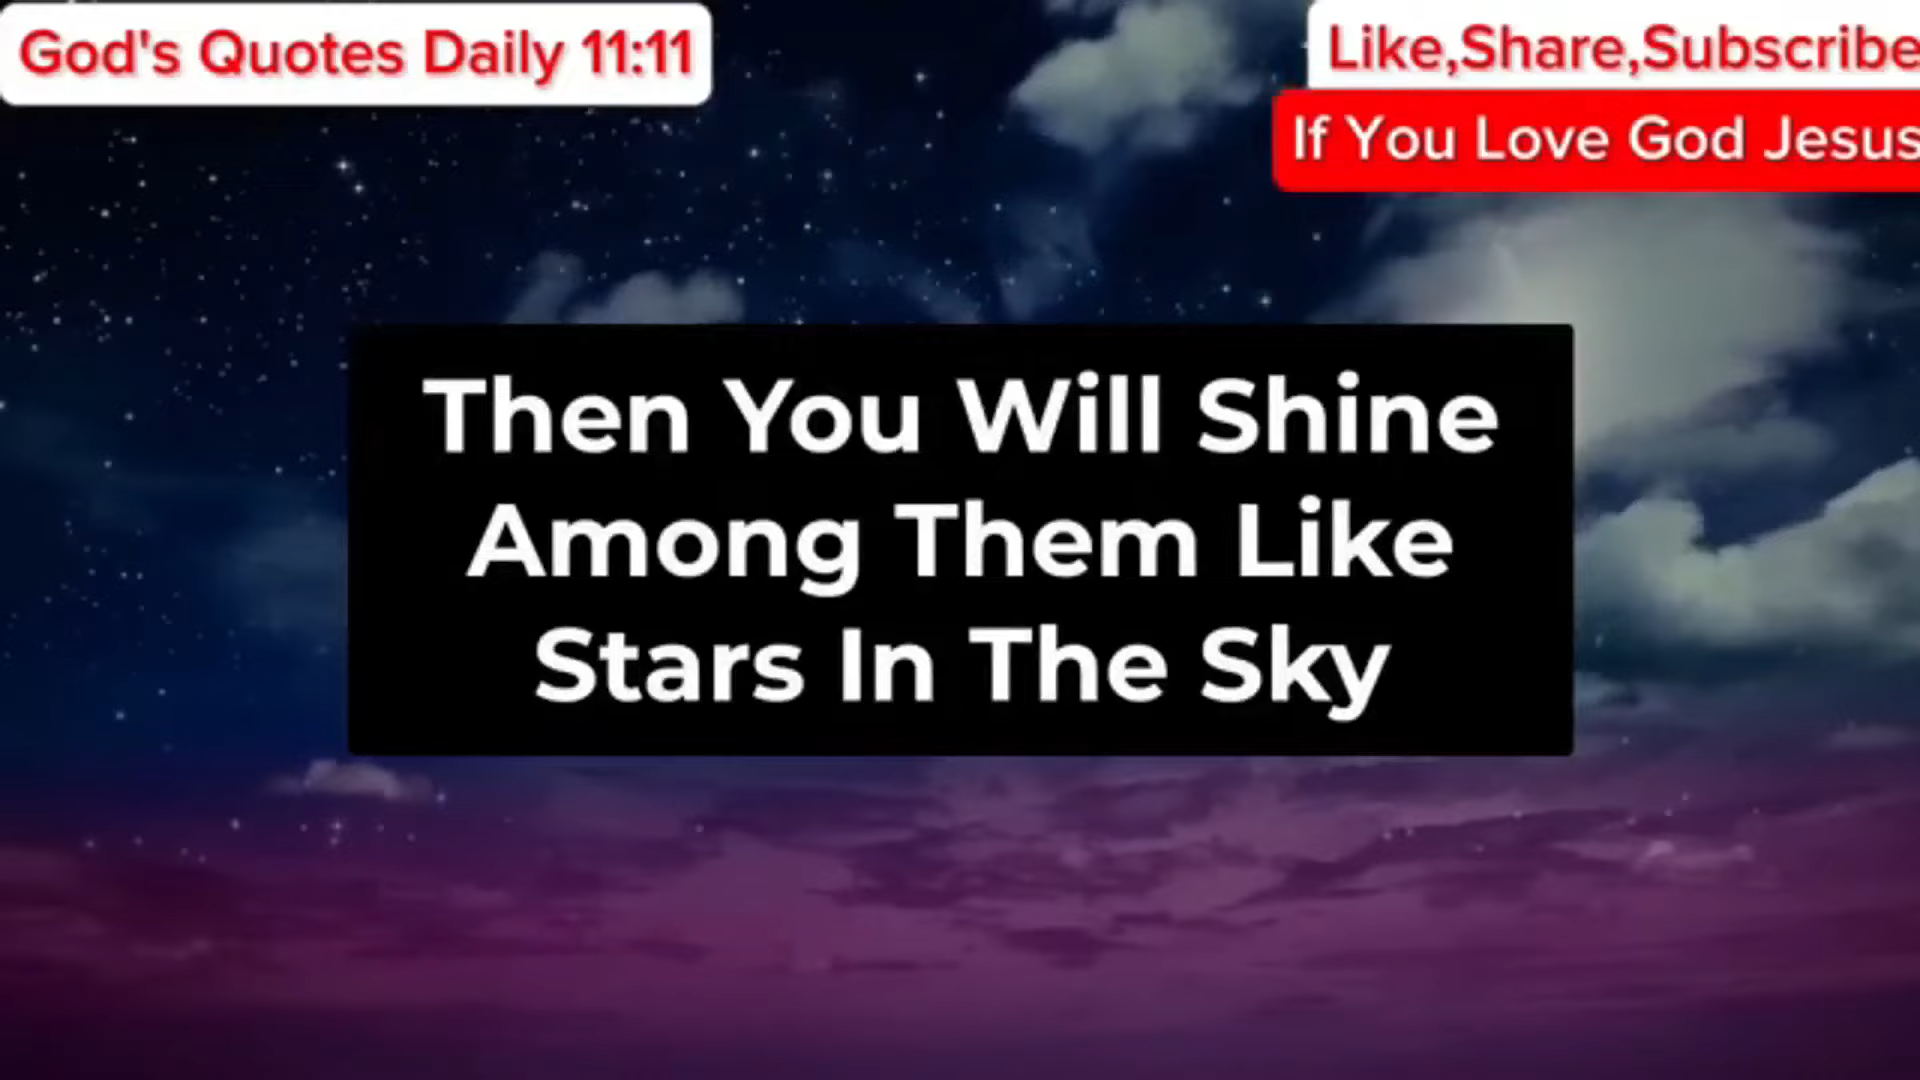 God's Quotes Daily 11:11
Like,Share,Subscribe
If You Love God Jesus
Then You Will Shine
Among Them Like
Stars In The Sky